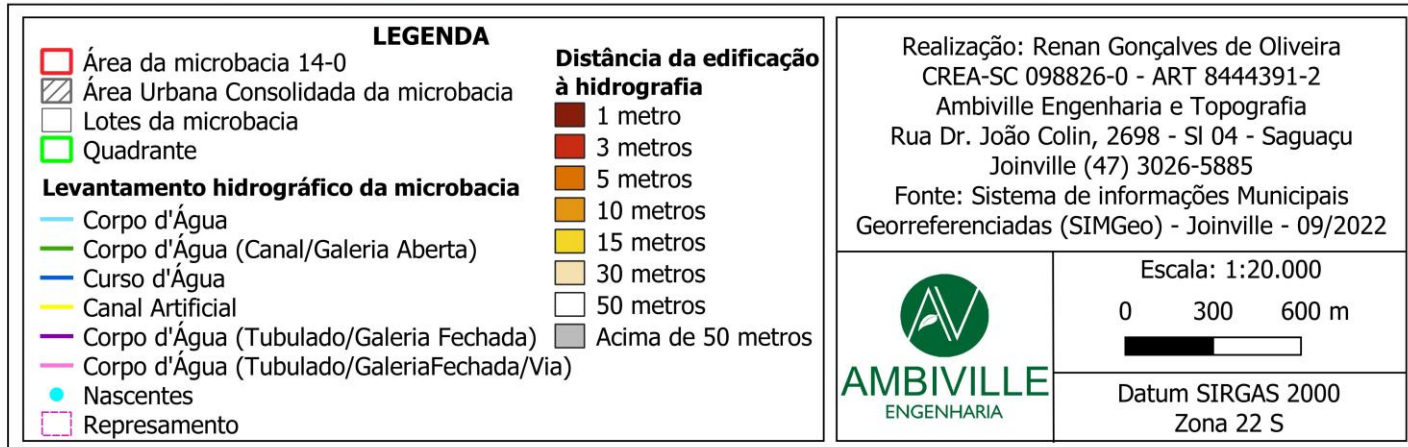 LEGENDA
Área da microbacia 14-0
Área Urbana Consolidada da microbacia
Lotes da microbacia
Quadrante
Levantamento hidrográfico da microbacia
Corpo d'Água
Corpo d'Água (Canal/Galeria Aberta)
Curso d'Água
Canal Artificial
Corpo d'Água (Tubulado/Galeria Fechada)
Corpo d'Água (Tubulado/GaleriaFechada/Via)
Nascentes
Represamento
Distância da edificação
à hidrografia
1 metro
3 metros
5 metros
10 metros
15 metros
30 metros
50 metros
Acima de 50 metros
Realização: Renan Gonçalves de Oliveira
CREA-SC 098826-0 - ART 8444391-2
Ambiville Engenharia e Topografia
Rua Dr. João Colin, 2698 - Sl 04 - Saguaçu
Joinville (47) 3026-5885
Fonte: Sistema de informações Municipais
Georreferenciadas (SIMGeo) - Joinville - 09/2022
AMBIVILLE
ENGENHARIA
Escala: 1:20.000
0 300 600 m
Datum SIRGAS 2000
Zona 22 S